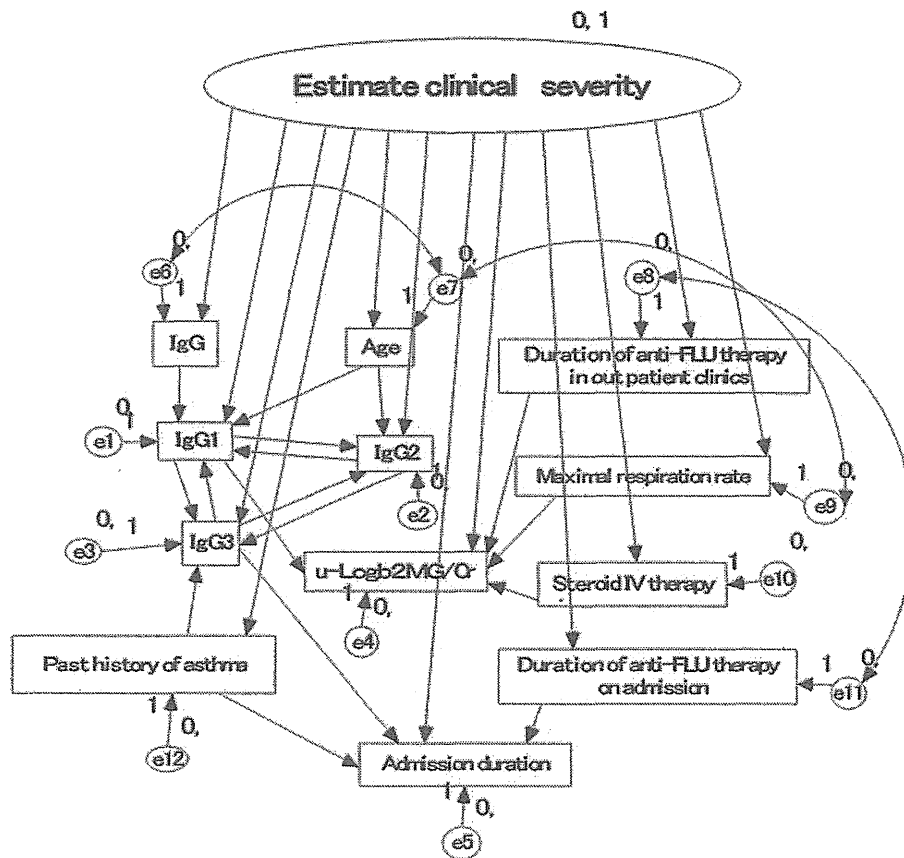 0, 1
Estimate clinical severity
0,
e6
1
0,
e7
1
0,
e8
1
IgG
Age
Duration of anti-FLU therapy
in out patient clinics
0,
1
e1
IgG1
IgG2
1
0,
e2
Maximal respiration rate
1
0,
e9
0, 1
e3
IgG3
u-Logb2MG/Cr
1
0,
e4
Steroid IV therapy
1
0,
e10
Past history of asthma
1
0,
e12
Duration of anti-FLU therapy
on admission
1
0,
e11
Admission duration
1
0,
e5